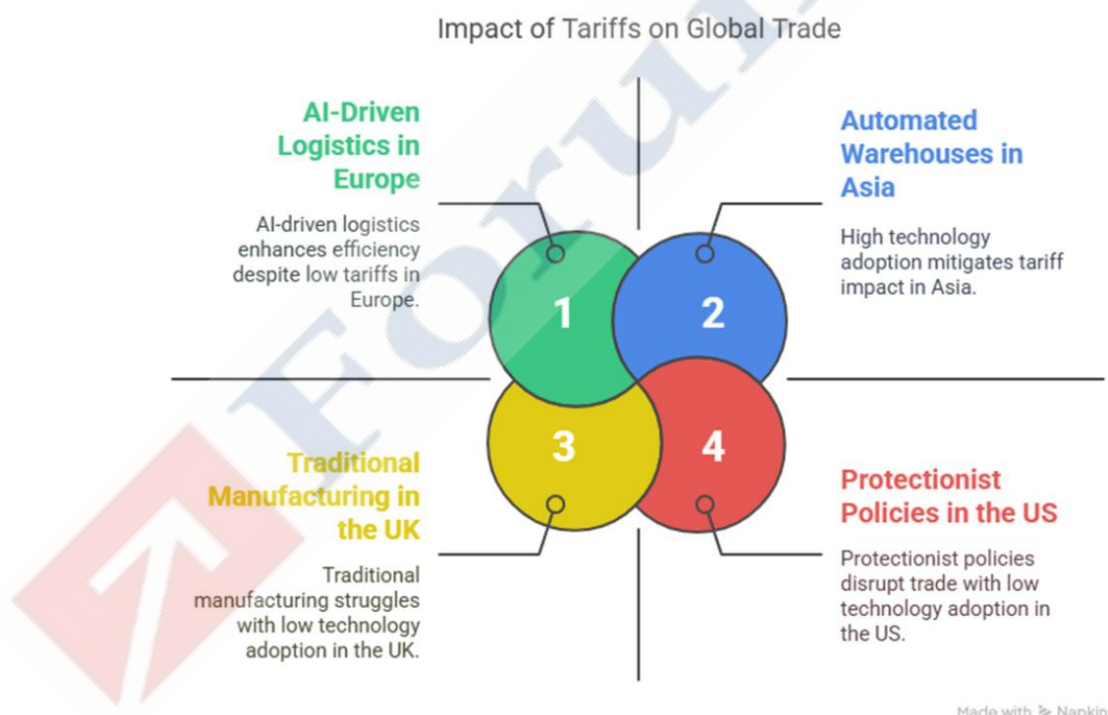 Impact of Tariffs on Global Trade
AI-Driven
Logistics in
Europe
AI-driven logistics
enhances efficiency
despite low tariffs in
Europe.
Automated
Warehouses in
Asia
High technology
adoption mitigates tariff
impact in Asia.
1
2
3
4
Traditional
Manufacturing in
the UK
Traditional
manufacturing struggles
with low technology
adoption in the UK.
Protectionist
Policies in the US
Protectionist policies
disrupt trade with low
technology adoption in
the US.
Forum
Made with Napkin